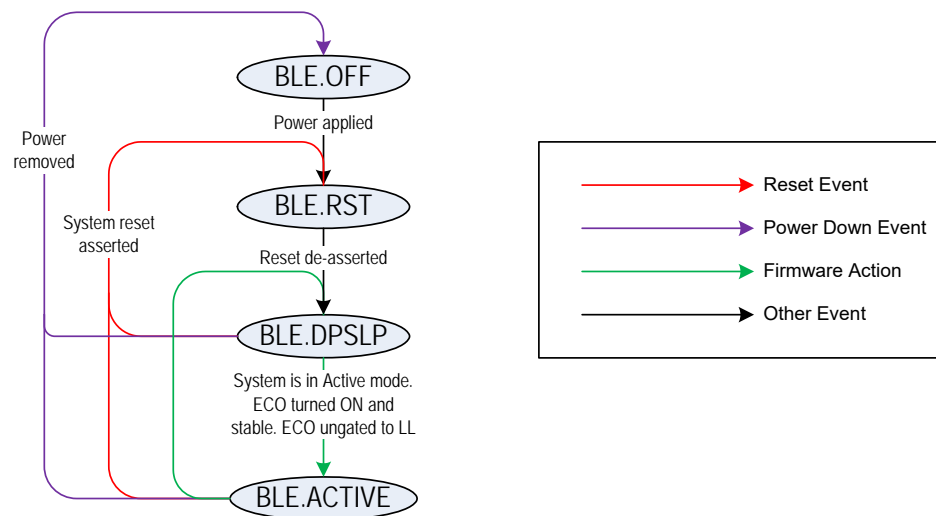 BLE.OFF
Power applied
Power
removed
BLE.RST
System reset
asserted
Reset de-asserted
BLE.DPSLP
System is in Active mode.
ECO turned ON and
stable. ECO ungated to LL
BLE.ACTIVE
Reset Event
Power Down Event
Firmware Action
Other Event